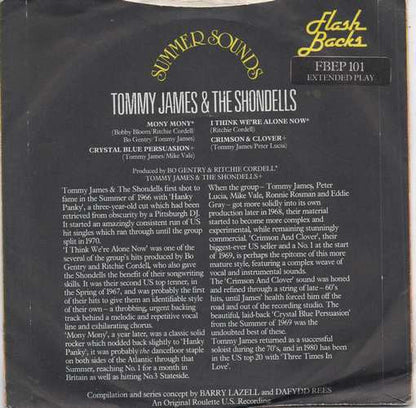 SUMMER SOUNDS
Flash
Backs
FBEP 101
EXTENDED PLAY
TOMMY JAMES & THE SHONDELLS
MONY MONY*
(Bobby Bloom/Ritchie Cordell/
Bo Gentry/Tommy James)
CRYSTAL BLUE PERSUASION+
(Tommy James/Mike Vale)
I THINK WE'RE ALONE NOW*
(Ritchie Cordell)
CRIMSON & CLOVER+
(Tommy James/Peter Lucia)
Produced by BO GENTRY & RITCHIE CORDELL*
TOMMY JAMES & THE SHONDELLS+
Tommy James & The Shondells first shot to
fame in the Summer of 1966 with 'Hanky
Panky', a three-year-old cut which had been
retrieved from obscurity by a Pittsburgh DJ.
It started an amazingly consistent run of US
hit singles which ran through until the group
split in 1970.
'I Think We're Alone Now' was one of the
several of the group's hits produced by Bo
Gentry and Ritchie Cordell, who also gave
the Shondells the benefit of their songwriting
skills. It was their second US top tenner, in
the Spring of 1967, and was probably the first
of their hits to give them an identifiable style
of their own – a throbbing, urgent backing
track behind a melodic and repetitive vocal
line and exhilarating chorus.
'Mony Mony', a year later, was a classic solid
rocker which nodded back slightly to 'Hanky
Panky'; it was probably the dancefloor staple
on both sides of the Atlantic through that
Summer, reaching No.1 for a month in
Britain as well as hitting No.3 Stateside.
When the group – Tommy James, Peter
Lucia, Mike Vale, Ronnie Rosman and Eddie
Gray – got more solidly into its own
production later in 1968, their material
started to become more complex and
experimental, while remaining stunningly
commercial. 'Crimson And Clover', their
biggest-ever US seller and a No.1 at the start
of 1969, is perhaps the epitome of this more
mature style, featuring a complex weave of
vocal and instrumental sounds.
The 'Crimson Clover' sound was honed
and refined through a string of late – 60's
hits, until James' health forced him off the
road and out of the recording studio. The
beautiful, laid-back 'Crystal Blue Persuasion'
from the Summer of 1969 was the
undoubted best of these.
Tommy James returned as a successful
soloist during the 70's, and in 1980 has been
in the US top 20 with 'Three Times In
Love'.
Compilation and series concept by BARRY LAZELL and DAFYDD REES
An Original Roulette U.S. Recording